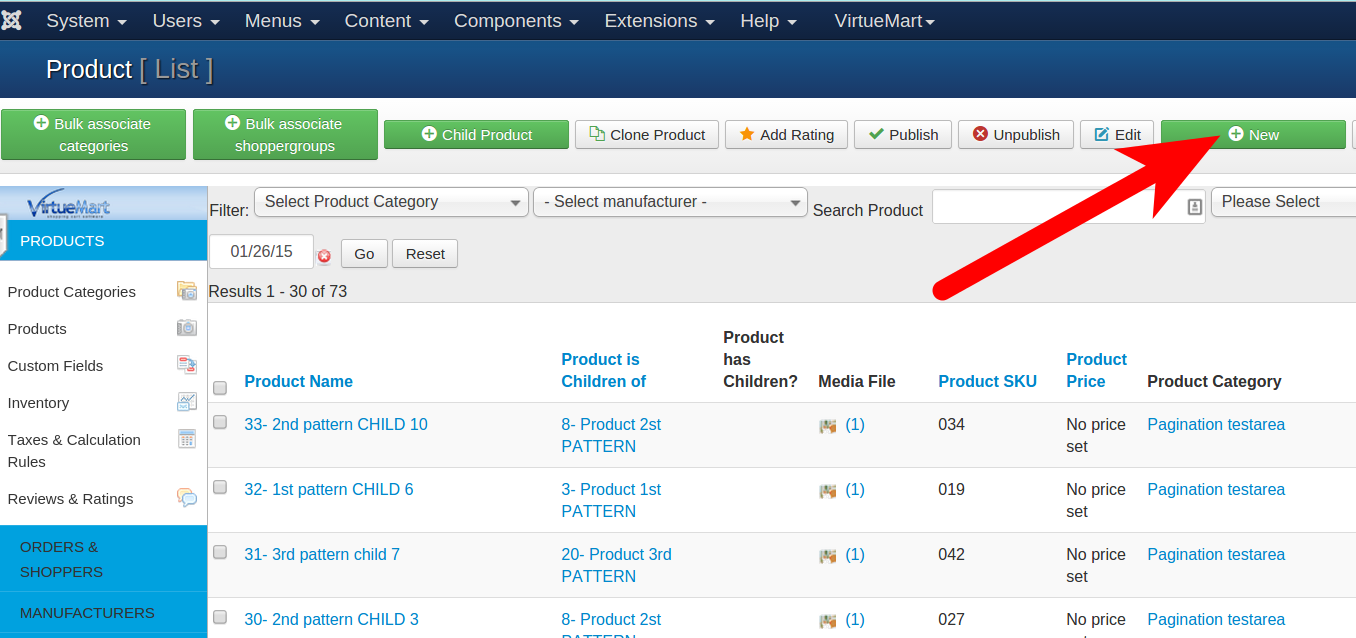 System Users Menus Content Components Extensions Help VirtueMart
Product [ List ]
Bulk associate
categories
Bulk associate
shoppergroups
Child Product
Clone Product
Add Rating
Publish
Unpublish
Edit
New
VirtueMart
shopping cart software
Filter:
Select Product Category
- Select manufacturer -
Search Product
Please Select
01/26/15
Go
Reset
Results 1 - 30 of 73
PRODUCTS
Product Categories
Products
Custom Fields
Inventory
Taxes & Calculation
Rules
Reviews & Ratings
ORDERS &
SHOPPERS
MANUFACTURERS
Product Name
Product is
Children of
Product
has
Children?
Media File
Product SKU
Product
Price
Product Category
33- 2nd pattern CHILD 10
8- Product 2st
PATTERN
(1)
034
No price
set
Pagination testarea
32- 1st pattern CHILD 6
3- Product 1st
PATTERN
(1)
019
No price
set
Pagination testarea
31- 3rd pattern child 7
20- Product 3rd
PATTERN
(1)
042
No price
set
Pagination testarea
30- 2nd pattern CHILD 3
8- Product 2st
PATTERN
(1)
027
No price
set
Pagination testarea